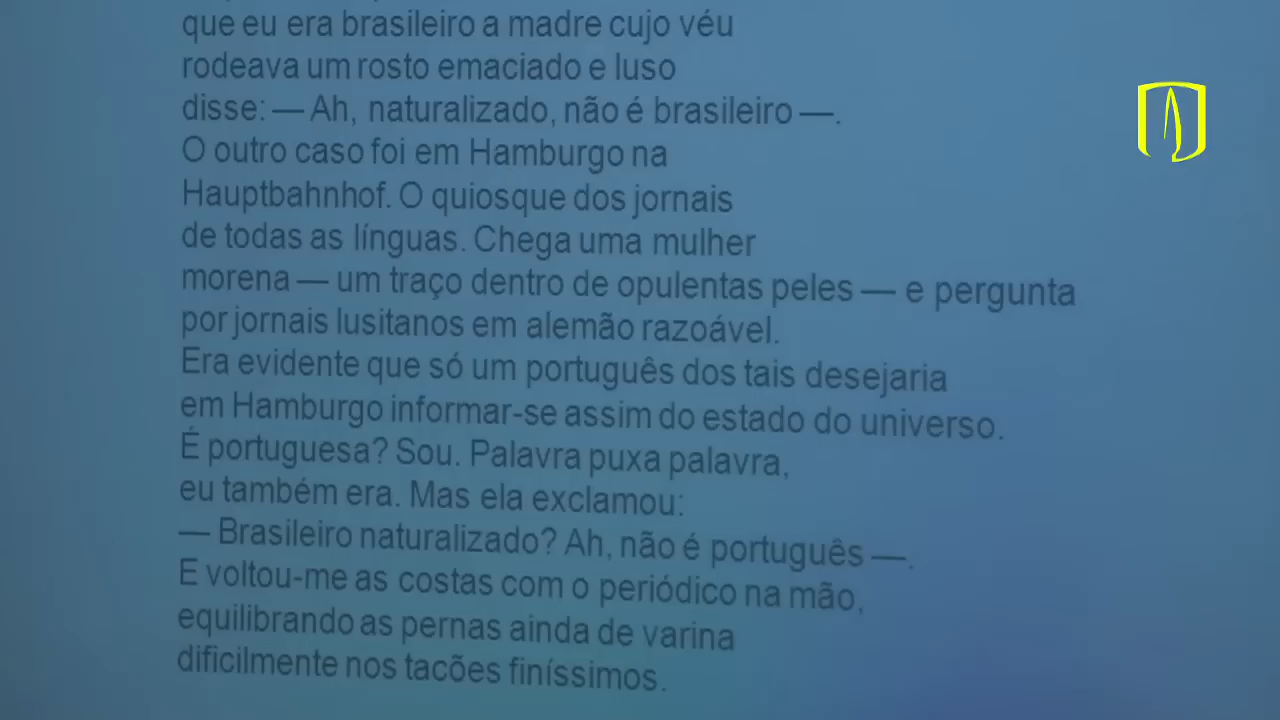 que eu era brasileiro a madre cujo véu
rodeava um rosto emaciado e luso
disse: — Ah, naturalizado, não é brasileiro —.
O outro caso foi em Hamburgo na
Hauptbahnhof. O quiosque dos jornais
de todas as línguas. Chega uma mulher
morena — um traço dentro de opulentas peles — e pergunta
por jornais lusitanos em alemão razoável.
Era evidente que só um português dos tais desejaria
em Hamburgo informar-se assim do estado do universo.
É portuguesa? Sou. Palavra puxa palavra,
eu também era. Mas ela exclamou:
— Brasileiro naturalizado? Ah, não é português —.
E voltou-me as costas com o periódico na mão,
equilibrando as pernas ainda de varina
dificilmente nos tacões finíssimos.